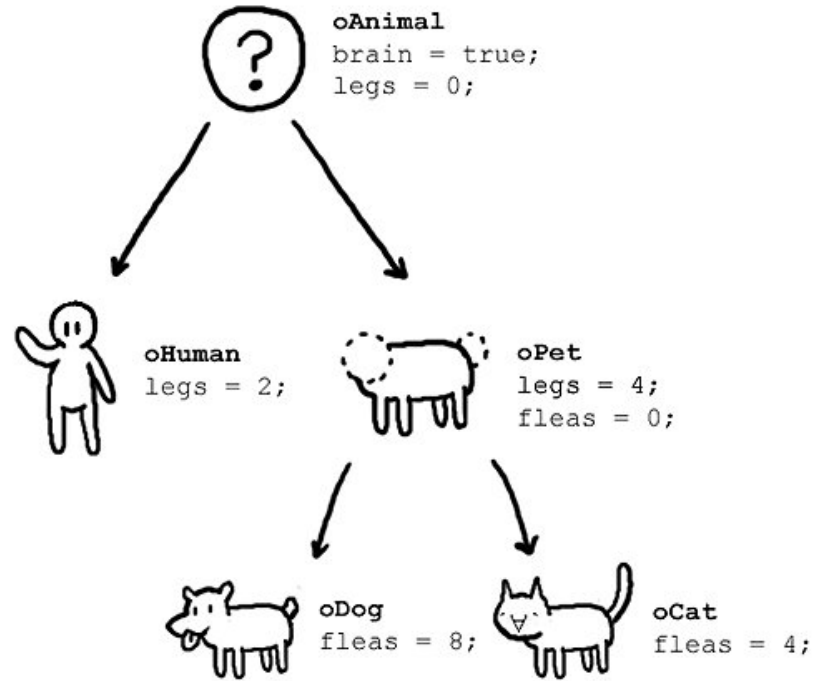 ?
oAnimal
brain = true;
legs = 0;
oHuman
legs = 2;
oPet
legs = 4;
fleas = 0;
oDog
fleas = 8;
oCat
fleas = 4;